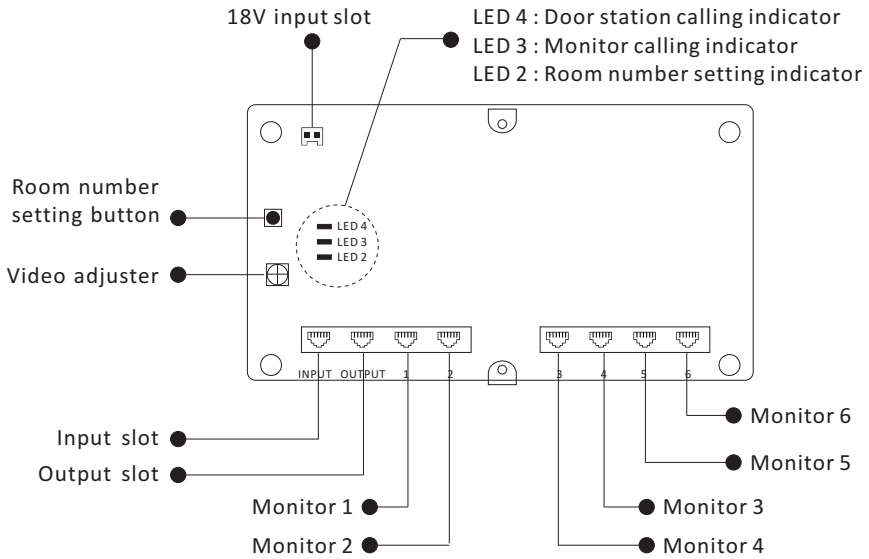 18V input slot
LED 4 : Door station calling indicator
LED 3 : Monitor calling indicator
LED 2 : Room number setting indicator
Room number
setting button
Video adjuster
LED 4
LED 3
LED 2
INPUT OUTPUT 1 2
3 4 5 6
Input slot
Output slot
Monitor 1
Monitor 2
Monitor 6
Monitor 5
Monitor 3
Monitor 4